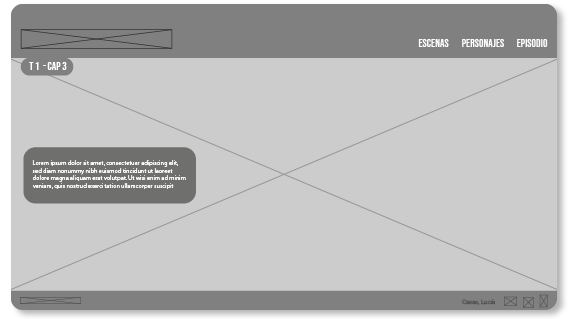 ESCENAS PERSONAJES EPISODIO
T 1 - CAP 3
Lorem ipsum dolor sit amet, consectetuer adipiscing elit,
sed diam nonummy nibh euismod tincidunt ut laoreet
dolore magna aliquam erat volutpat. Ut wisi enim ad minim
veniam, quis nostrud exerci tation ullamcorper suscipit